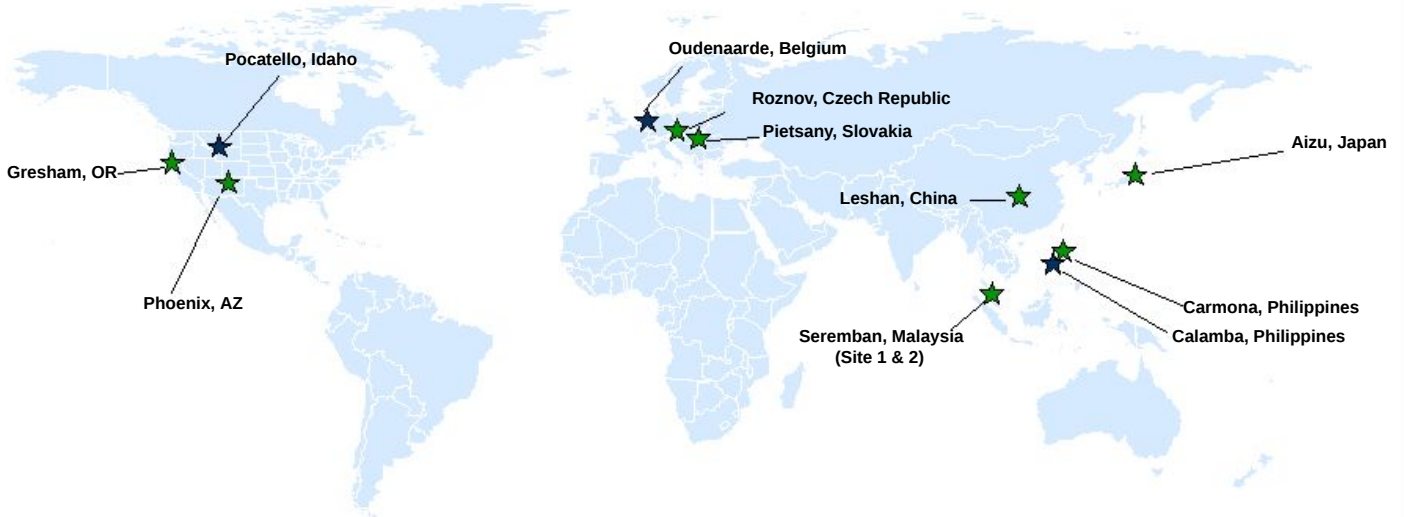 Oudenaarde, Belgium
Pocatello, Idaho
Roznov, Czech Republic
Pietsany, Slovakia
Aizu, Japan
Gresham, OR
Leshan, China
Phoenix, AZ
Carmona, Philippines
Seremban, Malaysia
(Site 1 & 2)
Calamba, Philippines